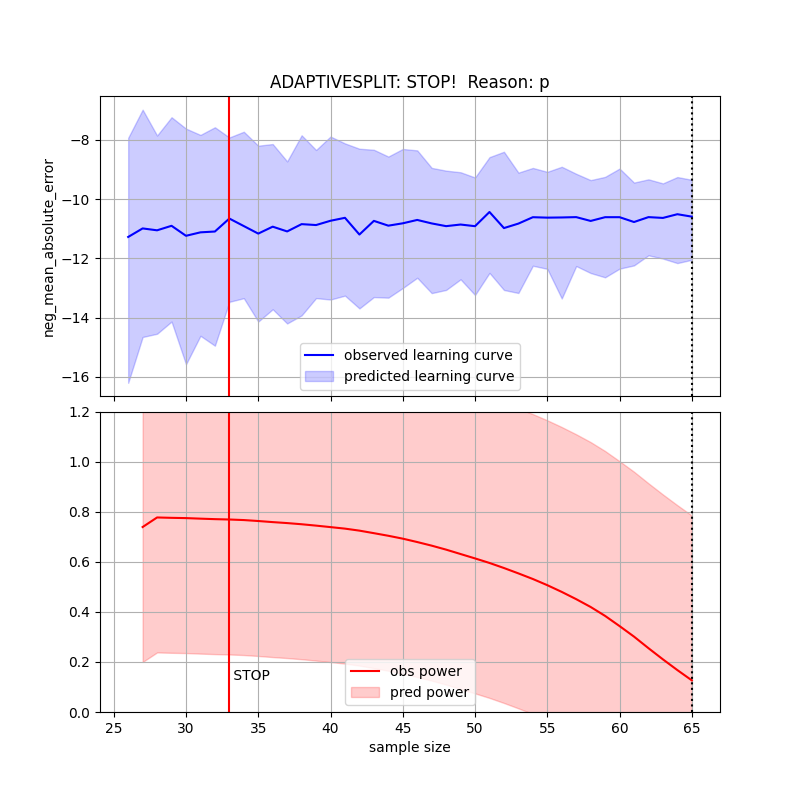 ADAPTIVESPLIT: STOP!  Reason: p
neg_mean_absolute_error
−8
−10
−12
−14
−16
observed learning curve
predicted learning curve
1.2
1.0
0.8
0.6
0.4
0.2
0.0
STOP
obs power
pred power
25 30 35 40 45 50 55 60 65
sample size